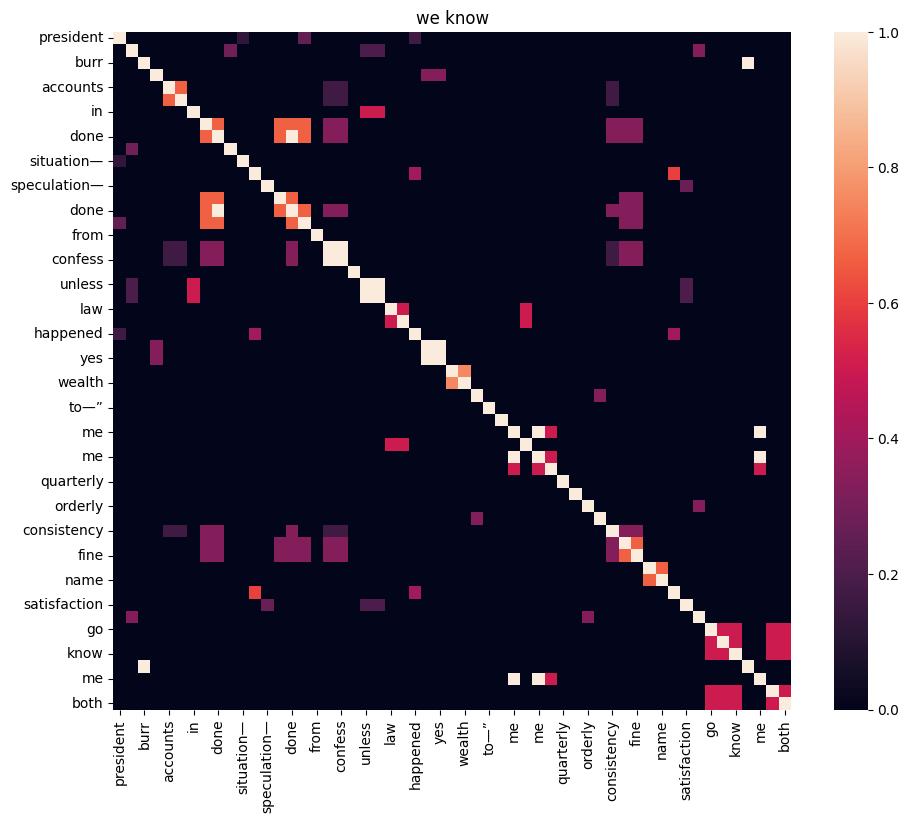 we know
president
burr
accounts
in
done
situation—
speculation—
done
from
confess
unless
law
happened
yes
wealth
to—”
me
me
quarterly
orderly
consistency
fine
name
satisfaction
go
know
me
both
president
burr
accounts
in
done
situation—
speculation—
done
from
confess
unless
law
happened
yes
wealth
to—”
me
me
quarterly
orderly
consistency
fine
name
satisfaction
go
know
me
both
1.0
0.8
0.6
0.4
0.2
0.0